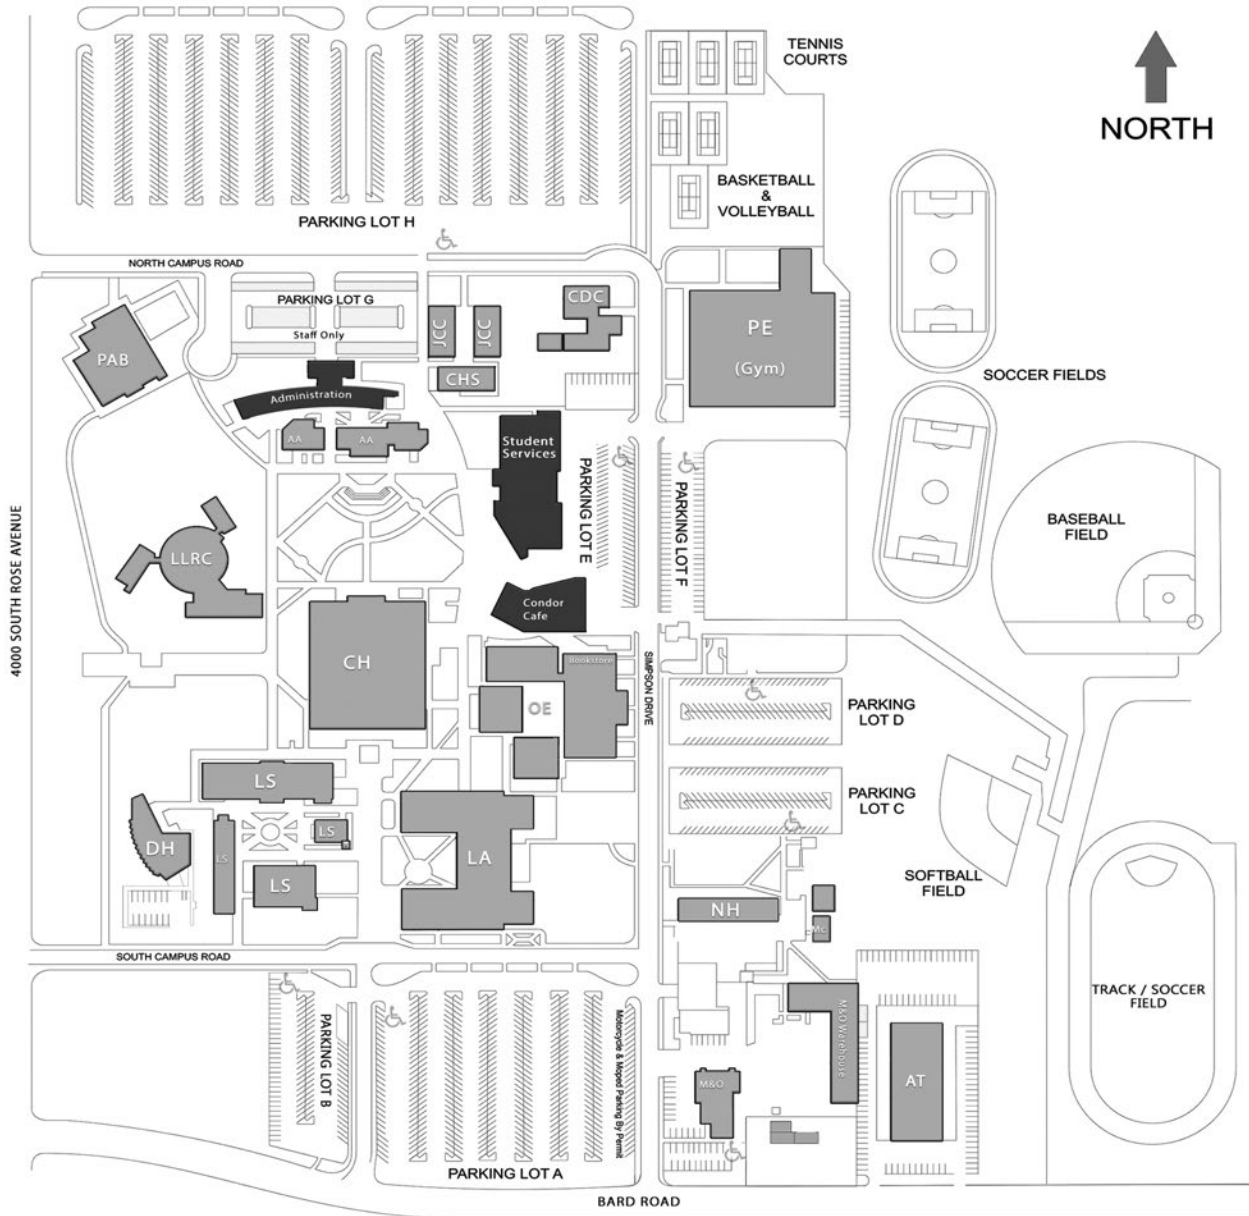 TENNIS
COURTS
NORTH
BASKETBALL
&
VOLLEYBALL
PARKING LOT H
NORTH CAMPUS ROAD
PARKING LOT G
Staff Only
CDC
JCC
JCC
PE
(Gym)
PAB
CHS
SOCCER FIELDS
Administration
AA
AA
Student
Services
PARKING LOT E
PARKING LOT F
BASEBALL
FIELD
4000 SOUTH ROSE AVENUE
LLRC
Condor
Cafe
CH
Bookstore
OE
SIMPSON DRIVE
PARKING
LOT D
LS
PARKING
LOT C
DH
LS
LS
LS
LA
SOFTBALL
FIELD
NH
Mc
SOUTH CAMPUS ROAD
TRACK / SOCCER
FIELD
PARKING LOT B
Motorcycle & Moped Parking By Permit
M&O Warehouse
M&O
AT
PARKING LOT A
BARD ROAD